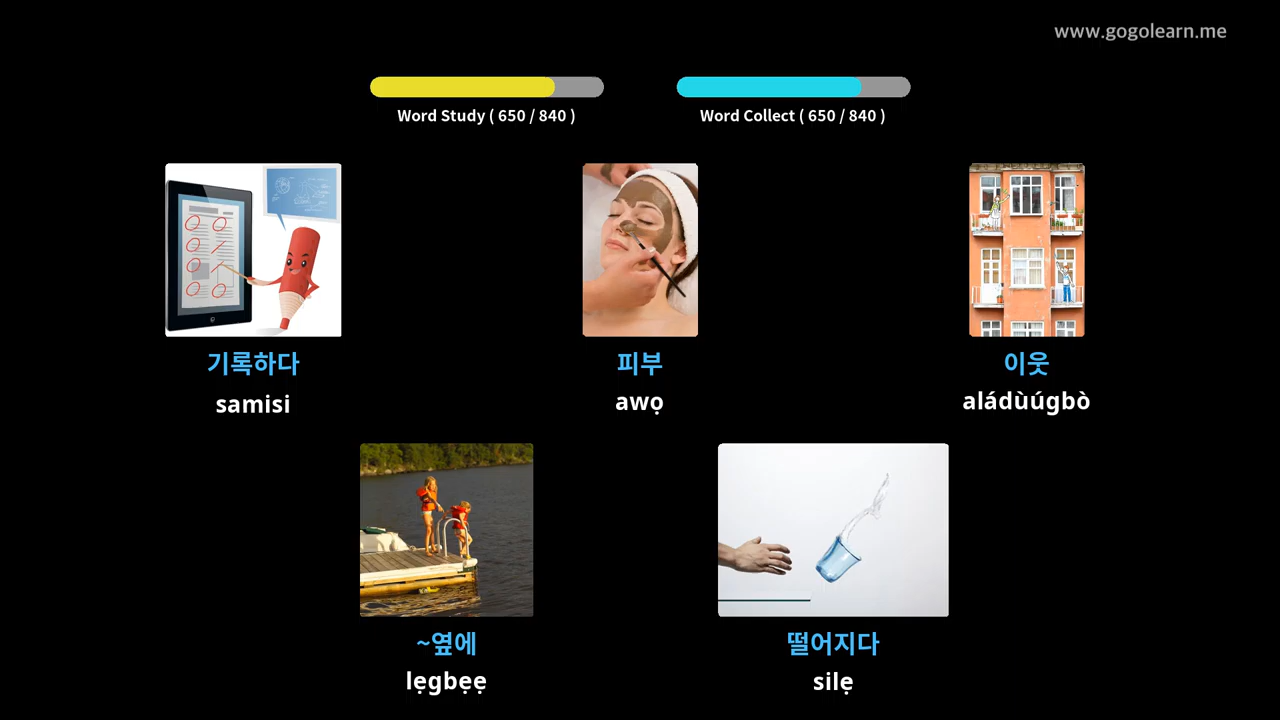 www.gogolearn.me
Word Study ( 650 / 840 )
Word Collect ( 650 / 840 )
기록하다
samisi
피부
awọ
이웃
aládùúgbò
~옆에
lẹgbẹẹ
떨어지다
silẹ